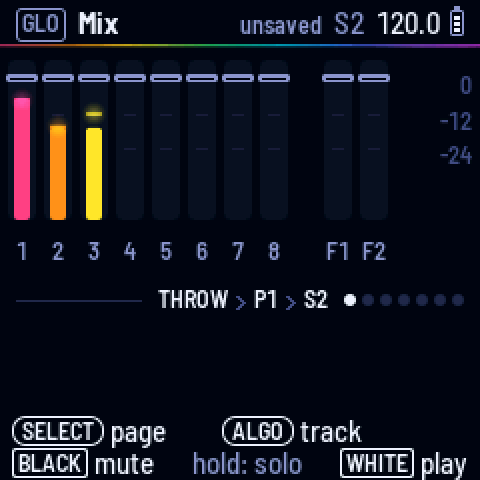 GLO Mix unsaved S2 120.0
0
-12
-24
1 2 3 4 5 6 7 8 F1 F2
THROW > P1 > S2
SELECT page ALGO track
BLACK mute hold: solo WHITE play